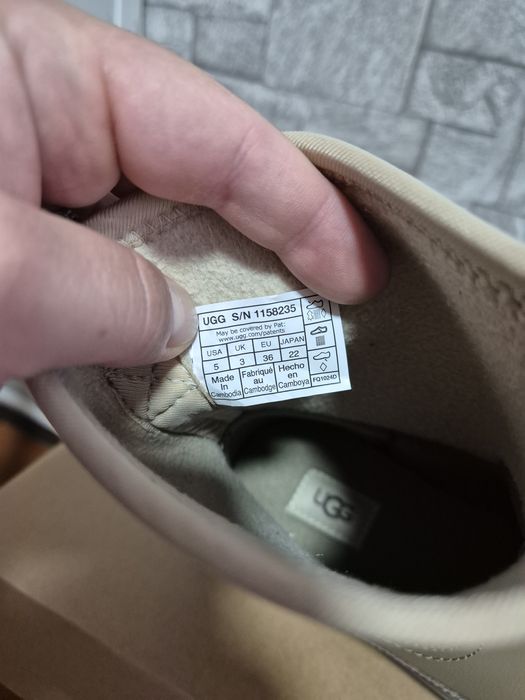 UGG S/N 1158235
May be covered by Pat:
www.ugg.com/patents
USA UK EU JAPAN
5 3 36 22
Made in Cambodia Fabriqué au Cambodge Hecho en Camboya FQ1024D
UGG